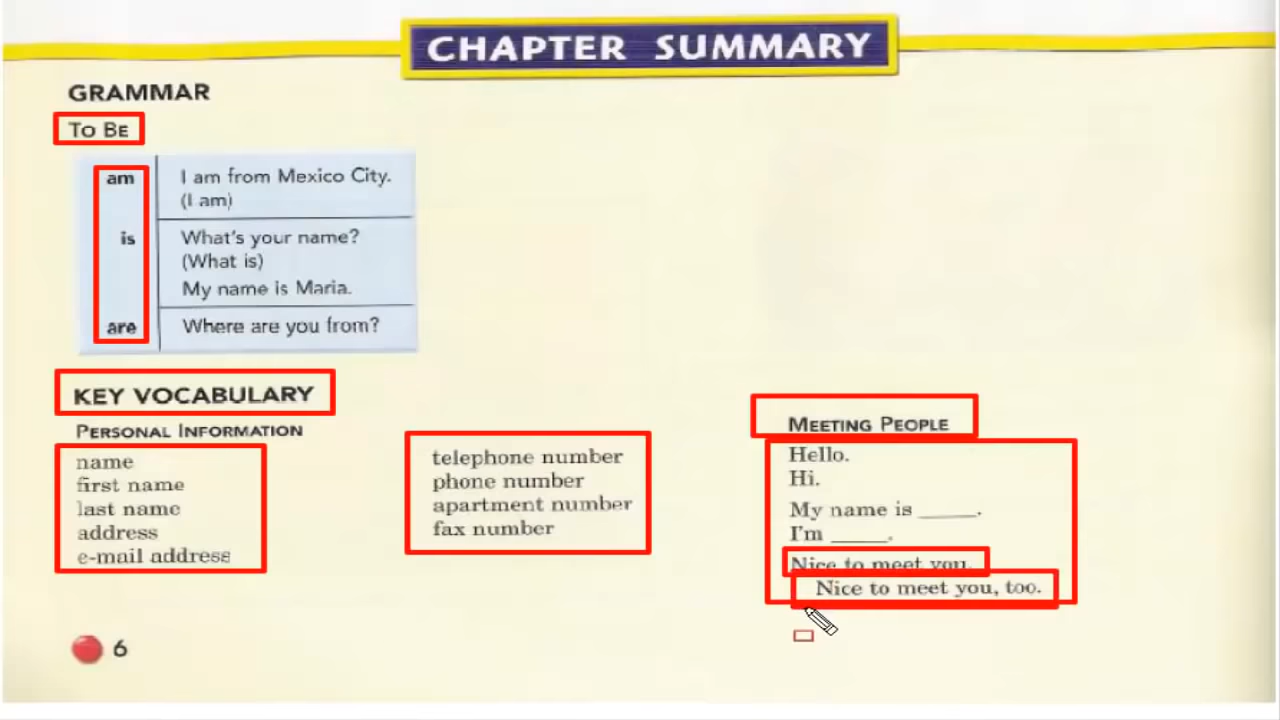 CHAPTER SUMMARY
GRAMMAR
TO BE
am
I am from Mexico City.
(I am)
is
What's your name?
(What is)
My name is Maria.
are
Where are you from?
KEY VOCABULARY
PERSONAL INFORMATION
name
first name
last name
address
e-mail address
telephone number
phone number
apartment number
fax number
MEETING PEOPLE
Hello.
Hi.
My name is _____.
I'm _____.
Nice to meet you.
Nice to meet you, too.
6